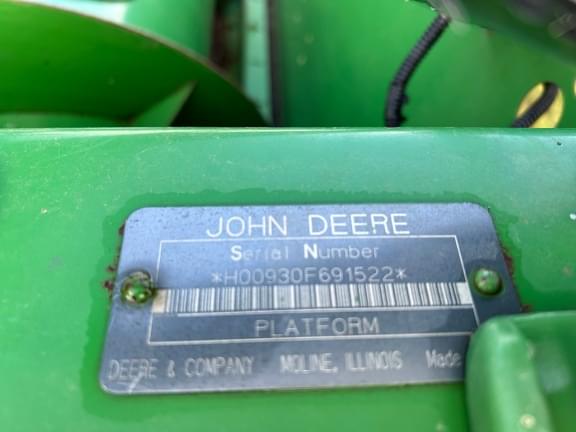 JOHN DEERE
Serial Number
*H00930F691522*
PLATFORM
DEERE & COMPANY MOLINE, ILLINOIS Made